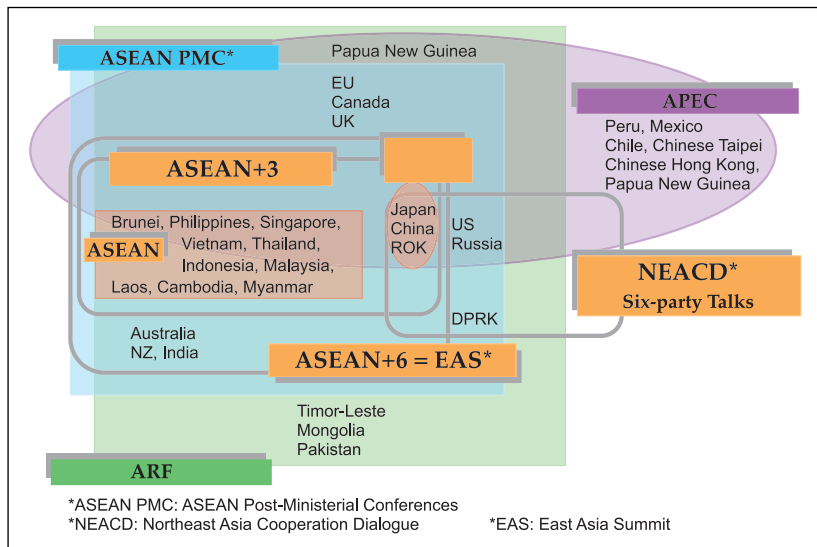 ASEAN PMC*
Papua New Guinea
EU
Canada
UK
APEC
Peru, Mexico
Chile, Chinese Taipei
Chinese Hong Kong,
Papua New Guinea
ASEAN+3
Brunei, Philippines, Singapore,
ASEAN
Vietnam, Thailand,
Indonesia, Malaysia,
Laos, Cambodia, Myanmar
Japan
China
ROK
US
Russia
NEACD*
Six-party Talks
DPRK
Australia
NZ, India
ASEAN+6 = EAS*
Timor-Leste
Mongolia
Pakistan
ARF
*ASEAN PMC: ASEAN Post-Ministerial Conferences
*NEACD: Northeast Asia Cooperation Dialogue *EAS: East Asia Summit